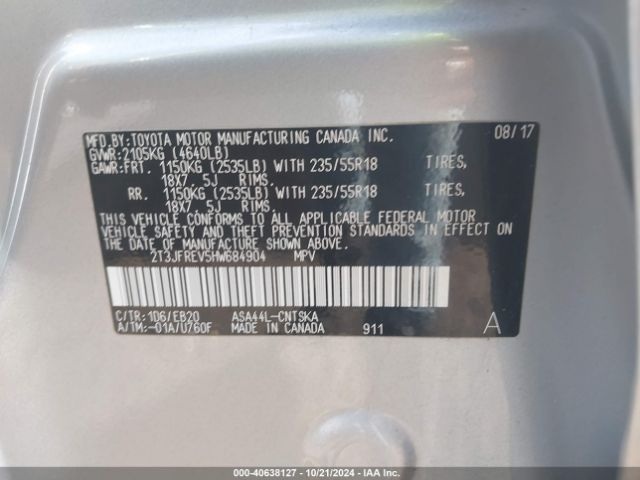 MFD.BY:TOYOTA MOTOR MANUFACTURING CANADA INC. 08/17
GVWR:2105KG (4640LB)
GAWR:FRT. 1150KG (2535LB) WITH 235/55R18 TIRES,
18X7.5J RIMS
RR. 1150KG (2535LB) WITH 235/55R18 TIRES,
18X7.5J RIMS
THIS VEHICLE CONFORMS TO ALL APPLICABLE FEDERAL MOTOR
VEHICLE SAFETY AND THEFT PREVENTION STANDARDS IN EFFECT
ON THE DATE OF MANUFACTURE SHOWN ABOVE.
2T3JFREV5HW684904 MPV
C/TR:1D6/EB20 ASA44L-CNTSKA
A/TM:-01A/U760F MADE IN CANADA 911 A
000-40638127 - 10/21/2024 - IAA Inc.